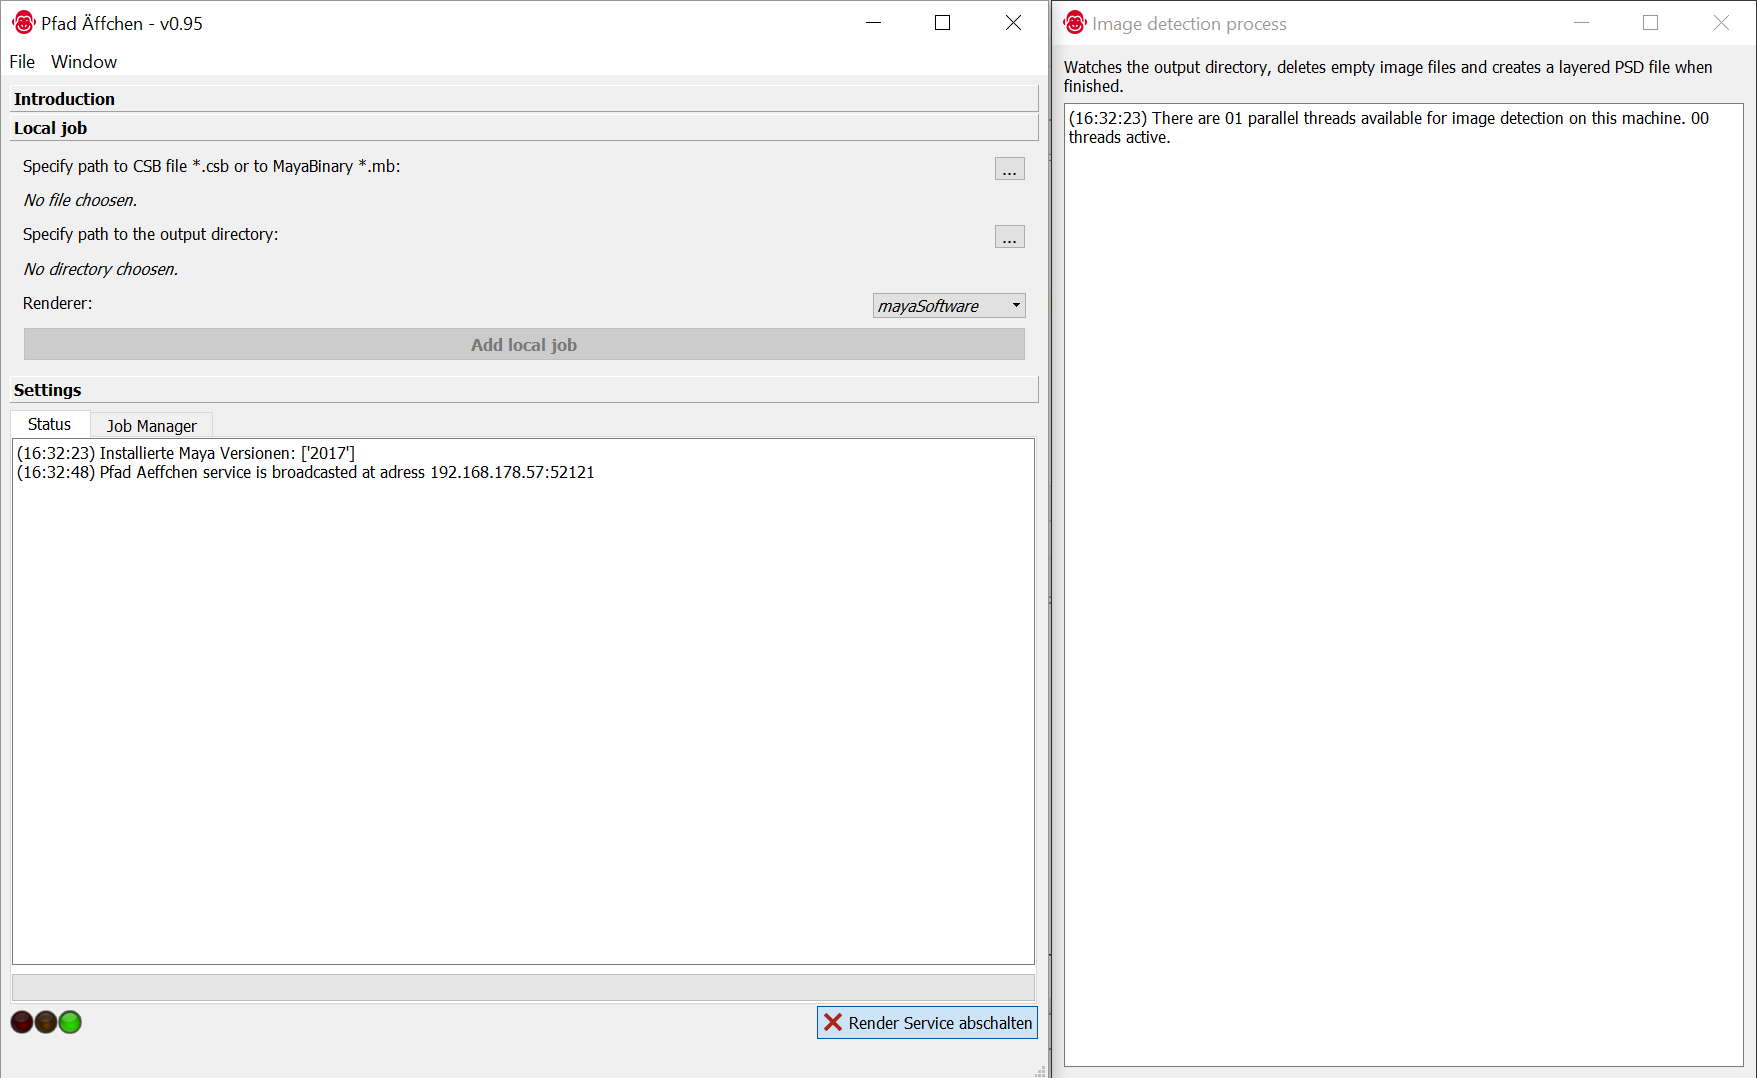 Pfad Äffchen - v0.95
File Window
Introduction
Local job
Specify path to CSB file *.csb or to MayaBinary *.mb:
...
No file choosen.
Specify path to the output directory:
...
No directory choosen.
Renderer:
mayaSoftware
Add local job
Settings
Status Job Manager
(16:32:23) Installierte Maya Versionen: ['2017']
(16:32:48) Pfad Aeffchen service is broadcasted at adress 192.168.178.57:52121
Render Service abschalten
Image detection process
Watches the output directory, deletes empty image files and creates a layered PSD file when
finished.
(16:32:23) There are 01 parallel threads available for image detection on this machine. 00
threads active.